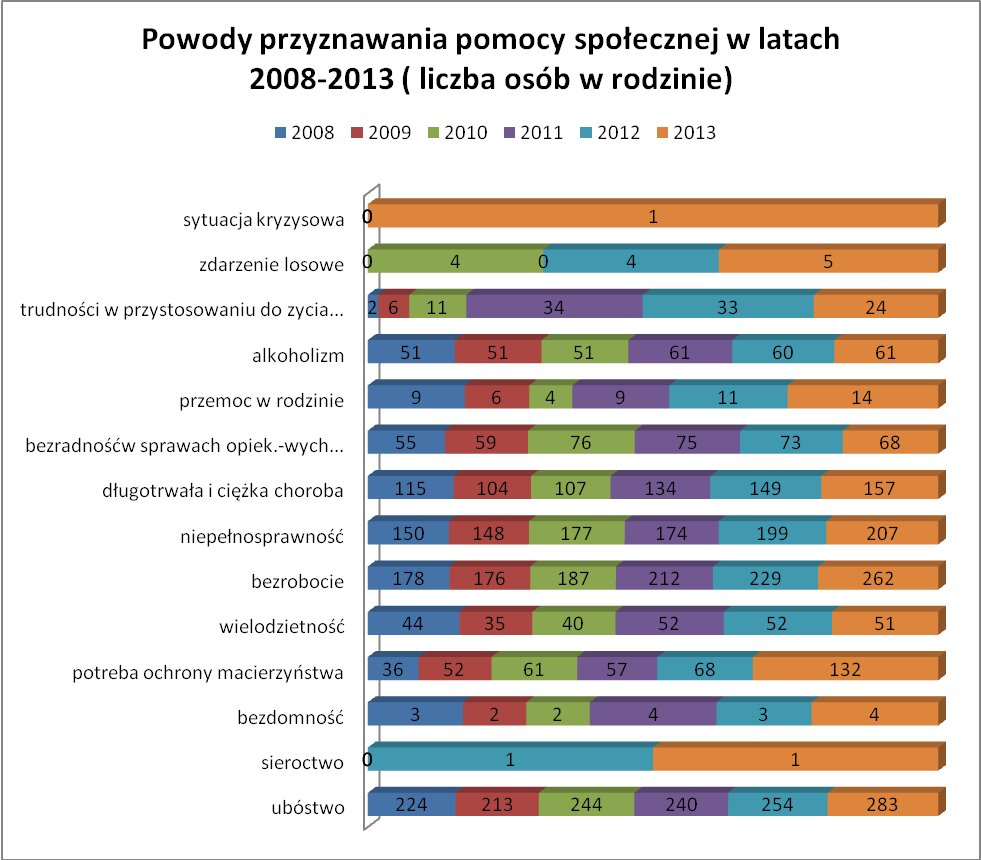 Powody przyznawania pomocy społecznej w latach
2008-2013 ( liczba osób w rodzinie)
2008 2009 2010 2011 2012 2013
sytuacja kryzysowa 0 1
zdarzenie losowe 0 4 0 4 5
trudności w przystosowaniu do zycia... 2 6 11 34 33 24
alkoholizm 51 51 51 61 60 61
przemoc w rodzinie 9 6 4 9 11 14
bezradnośćw sprawach opiek.-wych... 55 59 76 75 73 68
długotrwała i ciężka choroba 115 104 107 134 149 157
niepełnosprawność 150 148 177 174 199 207
bezrobocie 178 176 187 212 229 262
wielodzietność 44 35 40 52 52 51
potreba ochrony macierzyństwa 36 52 61 57 68 132
bezdomność 3 2 2 4 3 4
sieroctwo 0 1 1
ubóstwo 224 213 244 240 254 283